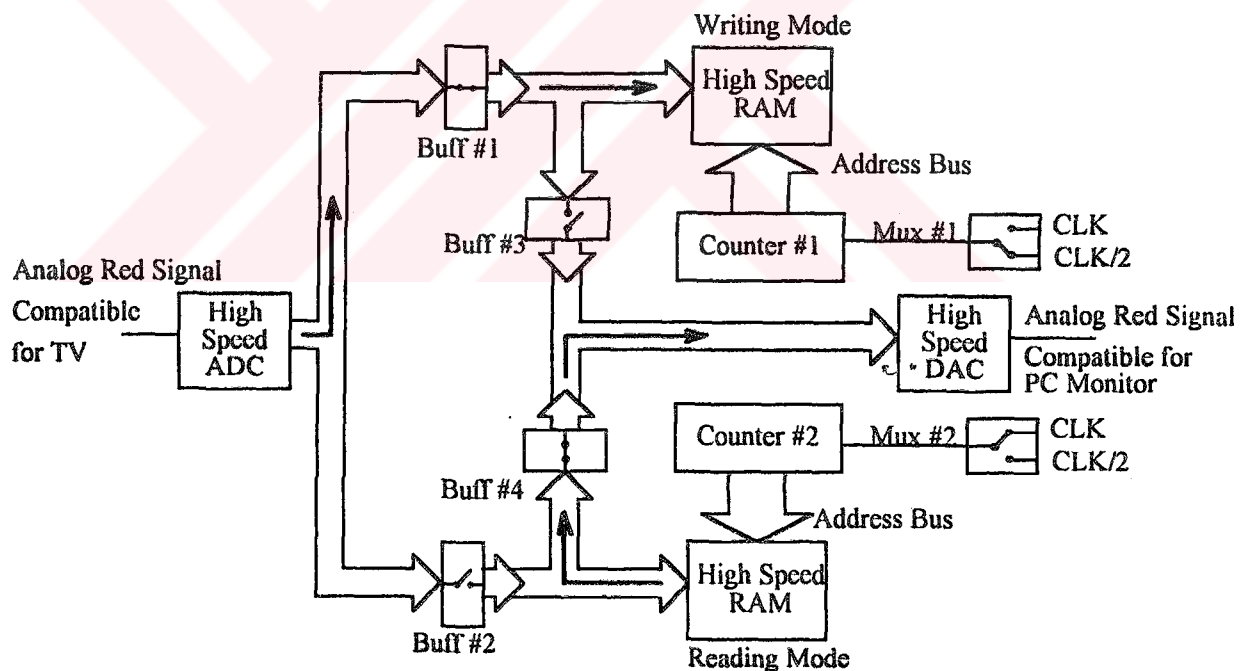 Writing Mode
High Speed
RAM
Buff #1
Address Bus
Buff #3
Counter #1
Mux #1
CLK
CLK/2
Analog Red Signal
Compatible
for TV
High
Speed
ADC
High
Speed
DAC
Analog Red Signal
Compatible for
PC Monitor
Counter #2
Mux #2
CLK
CLK/2
Buff #4
Address Bus
High Speed
RAM
Buff #2
Reading Mode